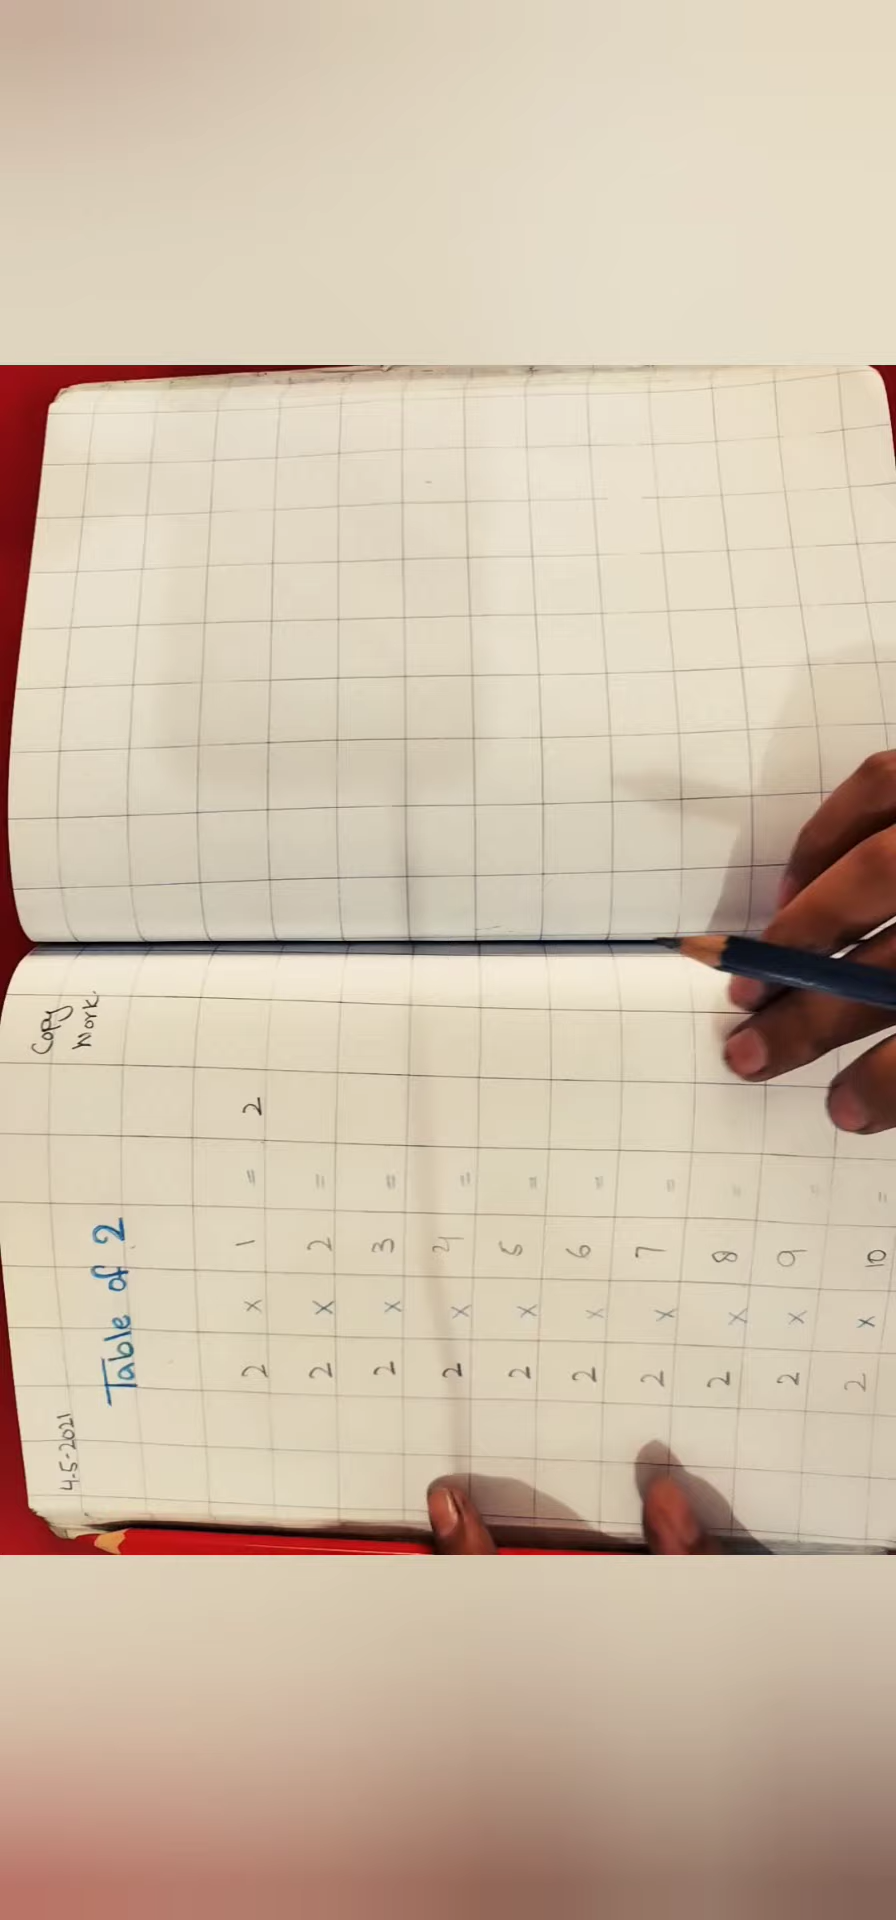 4-5-2021
Copy
Work.
Table of 2
2 x 1 = 2
2 x 2 =
2 x 3 =
2 x 4 =
2 x 5 =
2 x 6 =
2 x 7 =
2 x 8 =
2 x 9 =
2 x 10 =